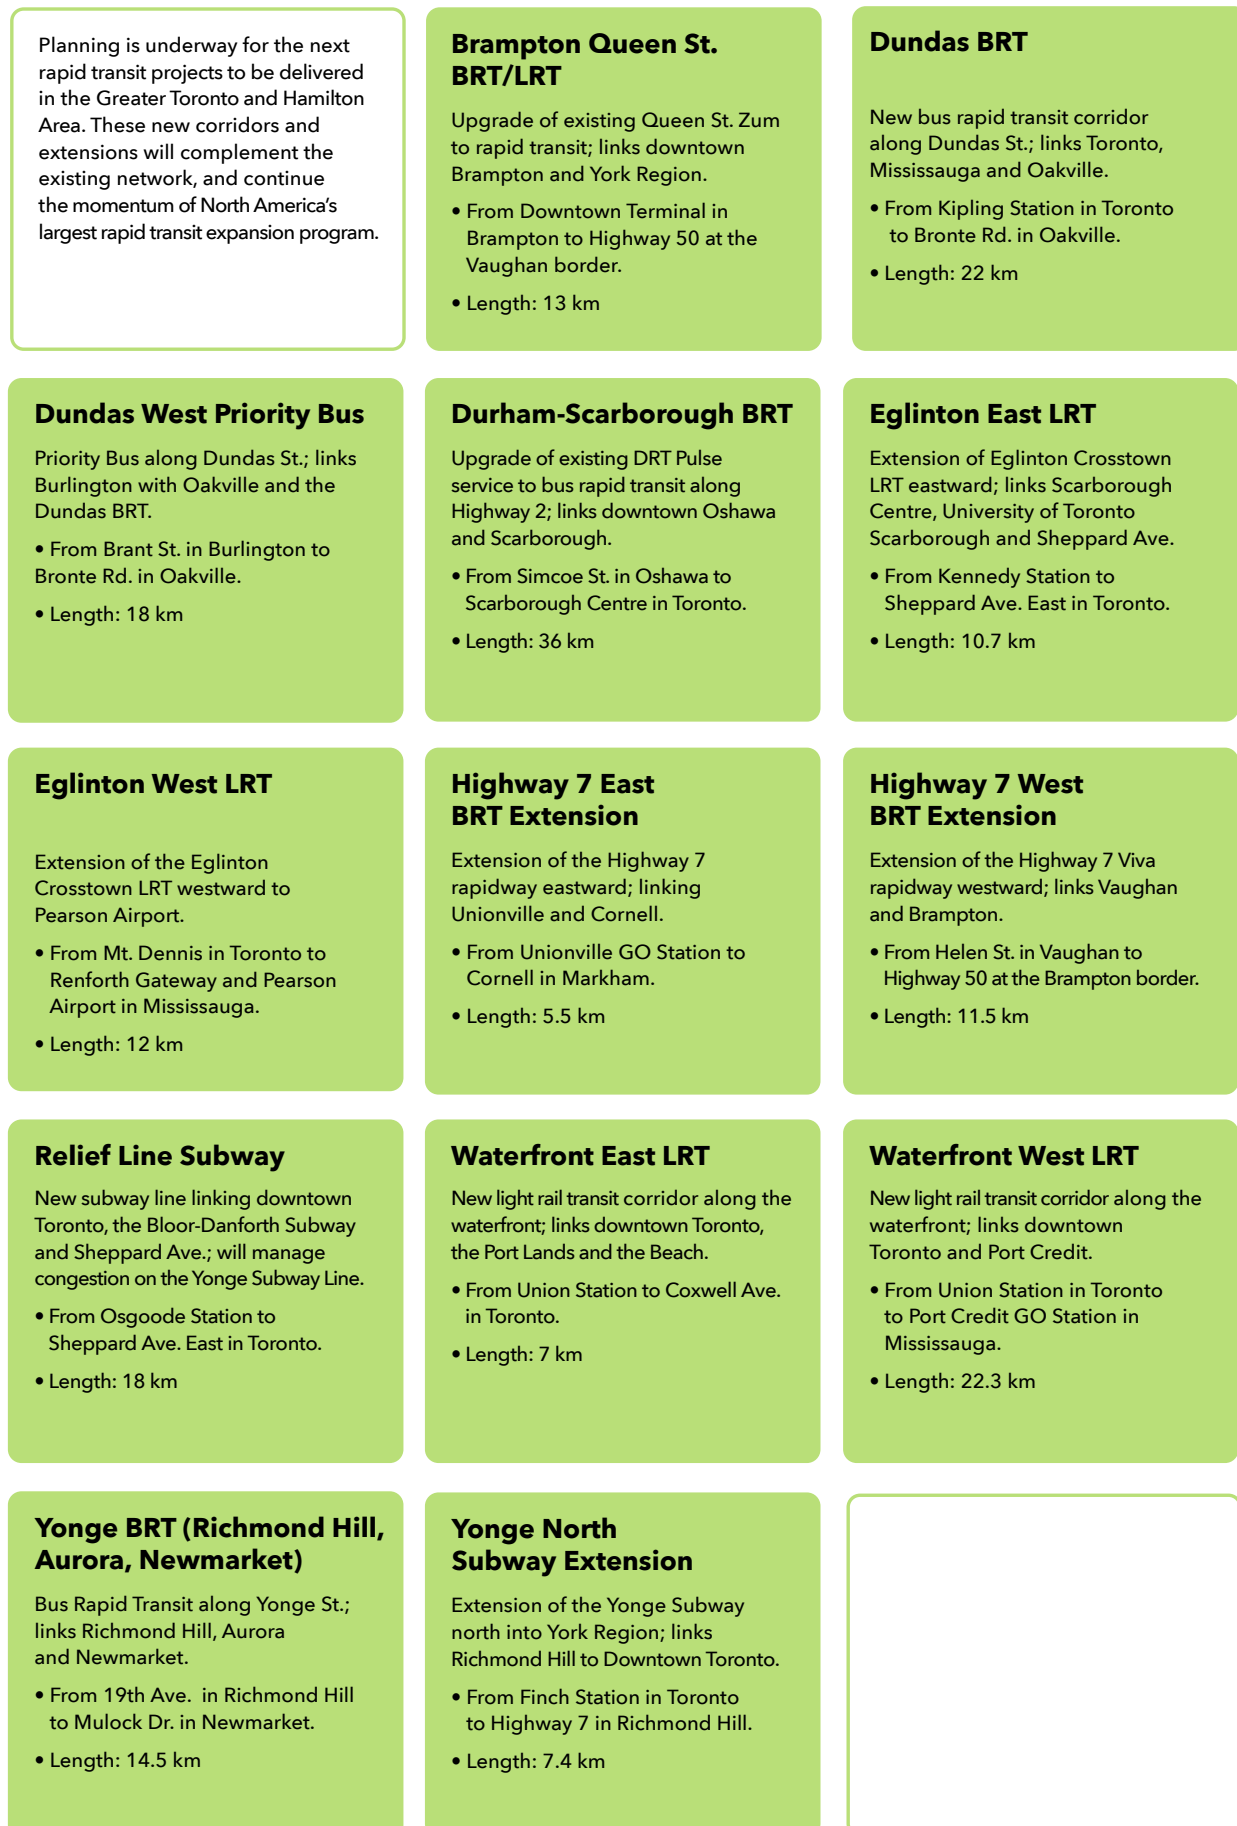 Planning is underway for the next
rapid transit projects to be delivered
in the Greater Toronto and Hamilton
Area. These new corridors and
extensions will complement the
existing network, and continue
the momentum of North America's
largest rapid transit expansion program.
Brampton Queen St.
BRT/LRT
Upgrade of existing Queen St. Zum
to rapid transit; links downtown
Brampton and York Region.
• From Downtown Terminal in
Brampton to Highway 50 at the
Vaughan border.
• Length: 13 km
Dundas BRT
New bus rapid transit corridor
along Dundas St.; links Toronto,
Mississauga and Oakville.
• From Kipling Station in Toronto
to Bronte Rd. in Oakville.
• Length: 22 km
Dundas West Priority Bus
Priority Bus along Dundas St.; links
Burlington with Oakville and the
Dundas BRT.
• From Brant St. in Burlington to
Bronte Rd. in Oakville.
• Length: 18 km
Durham-Scarborough BRT
Upgrade of existing DRT Pulse
service to bus rapid transit along
Highway 2; links downtown Oshawa
and Scarborough.
• From Simcoe St. in Oshawa to
Scarborough Centre in Toronto.
• Length: 36 km
Eglinton East LRT
Extension of Eglinton Crosstown
LRT eastward; links Scarborough
Centre, University of Toronto
Scarborough and Sheppard Ave.
• From Kennedy Station to
Sheppard Ave. East in Toronto.
• Length: 10.7 km
Eglinton West LRT
Extension of the Eglinton
Crosstown LRT westward to
Pearson Airport.
• From Mt. Dennis in Toronto to
Renforth Gateway and Pearson
Airport in Mississauga.
• Length: 12 km
Highway 7 East
BRT Extension
Extension of the Highway 7
rapidway eastward; linking
Unionville and Cornell.
• From Unionville GO Station to
Cornell in Markham.
• Length: 5.5 km
Highway 7 West
BRT Extension
Extension of the Highway 7 Viva
rapidway westward; links Vaughan
and Brampton.
• From Helen St. in Vaughan to
Highway 50 at the Brampton border.
• Length: 11.5 km
Relief Line Subway
New subway line linking downtown
Toronto, the Bloor-Danforth Subway
and Sheppard Ave.; will manage
congestion on the Yonge Subway Line.
• From Osgoode Station to
Sheppard Ave. East in Toronto.
• Length: 18 km
Waterfront East LRT
New light rail transit corridor along the
waterfront; links downtown Toronto,
the Port Lands and the Beach.
• From Union Station to Coxwell Ave.
in Toronto.
• Length: 7 km
Waterfront West LRT
New light rail transit corridor along the
waterfront; links downtown
Toronto and Port Credit.
• From Union Station in Toronto
to Port Credit GO Station in
Mississauga.
• Length: 22.3 km
Yonge BRT (Richmond Hill,
Aurora, Newmarket)
Bus Rapid Transit along Yonge St.;
links Richmond Hill, Aurora
and Newmarket.
• From 19th Ave. in Richmond Hill
to Mulock Dr. in Newmarket.
• Length: 14.5 km
Yonge North
Subway Extension
Extension of the Yonge Subway
north into York Region; links
Richmond Hill to Downtown Toronto.
• From Finch Station in Toronto
to Highway 7 in Richmond Hill.
• Length: 7.4 km